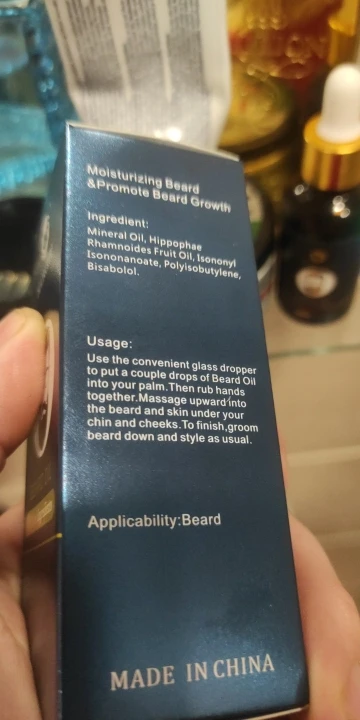 Moisturizing Beard
&Promote Beard Growth
Ingredient:
Mineral Oil, Hippophae
Rhamnoides Fruit Oil, Isononyl
Isononanoate, Polyisobutylene,
Bisabolol.
Usage:
Use the convenient glass dropper
to put a couple drops of Beard Oil
into your palm.Then rub hands
together.Massage upward into
the beard and skin under your
chin and cheeks.To finish,groom
beard down and style as usual.
Applicability:Beard
MADE IN CHINA